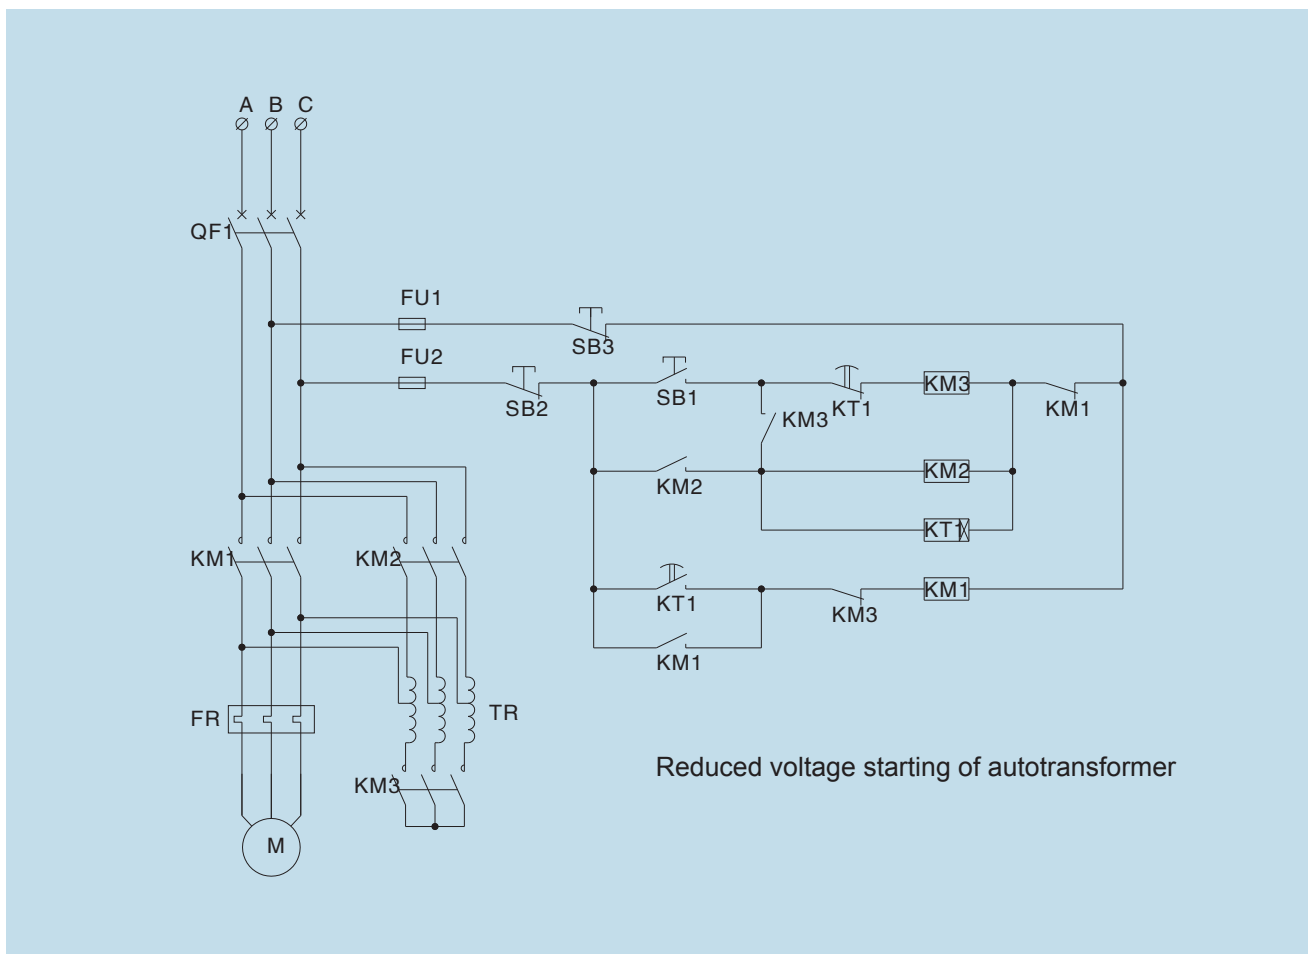 A B C
QF1
FU1
SB3
FU2
SB2
SB1
KT1
KM3
KM1
KM3
KM2
KM2
KT1
KM1
KM2
KT1
KM3
KM1
KM1
FR
TR
KM3
M
Reduced voltage starting of autotransformer